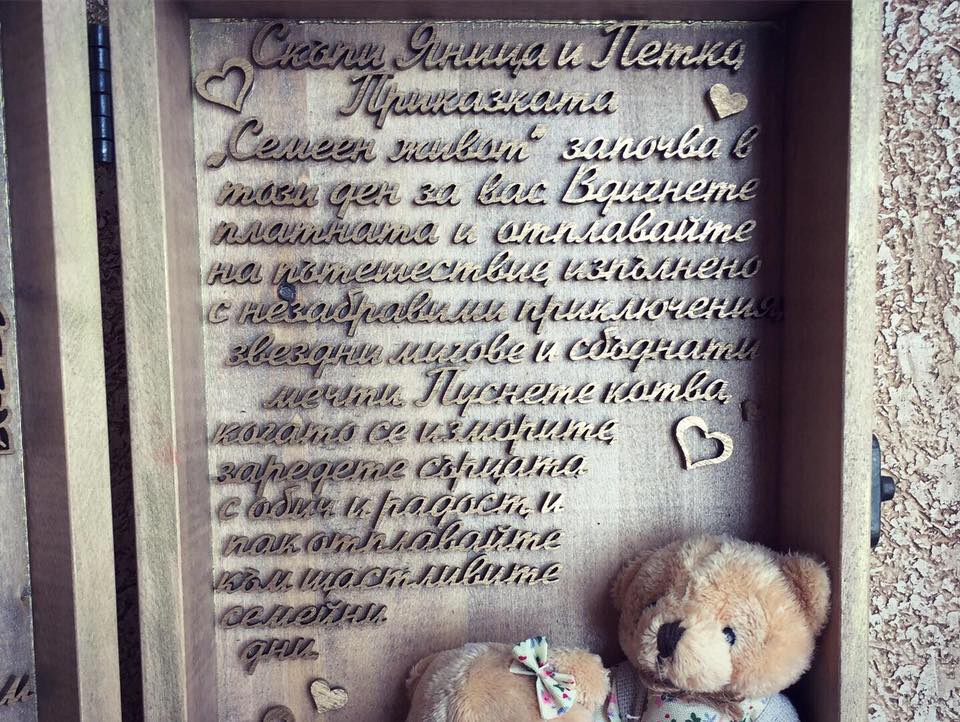 Скъпи Яница и Петко,
Приказката
„Семеен живот“ започва в
този ден за вас. Вдигнете
платната и отплавайте
на пътешествие, изпълнено
с незабравими приключения,
звездни мигове и сбъднати
мечти. Пуснете котва,
когато се изморите,
заредете сърцата
с обич и радост, и
пак отплавайте
към щастливите
семейни
дни.